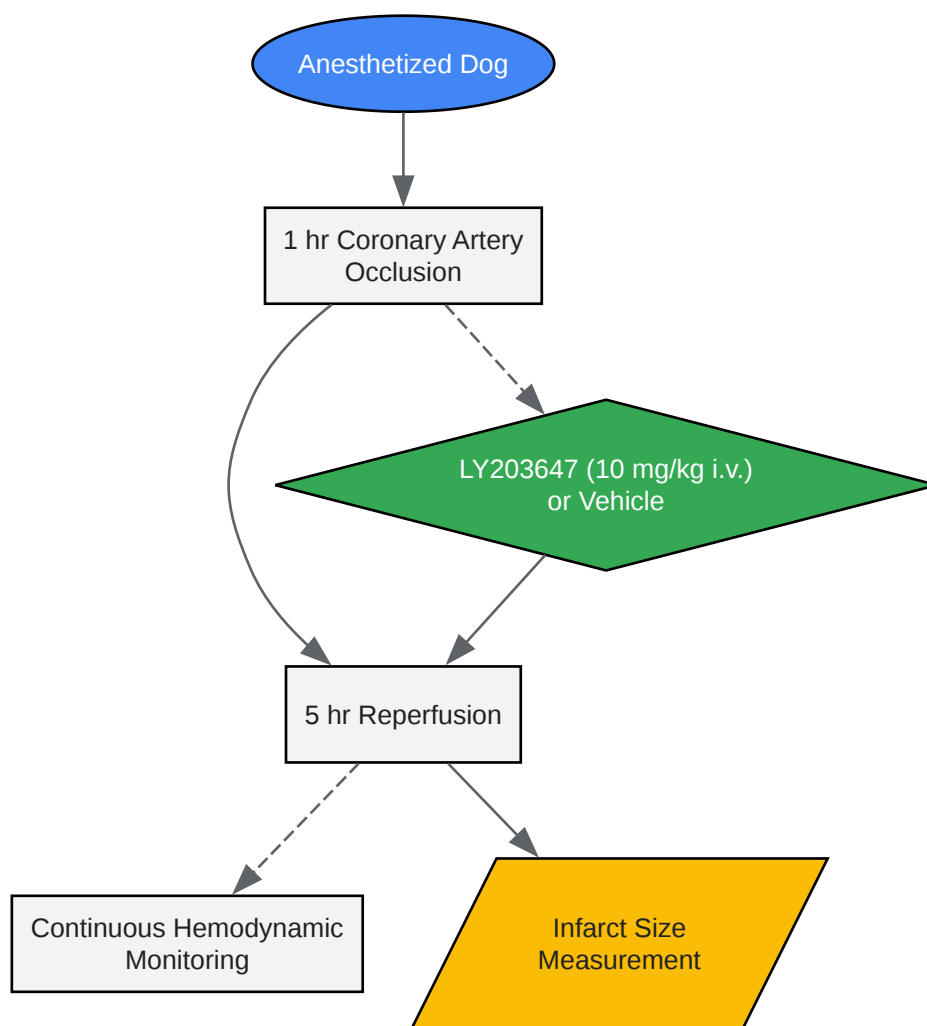 Anesthetized Dog
1 hr Coronary Artery
Occlusion
LY203647 (10 mg/kg i.v.)
or Vehicle
5 hr Reperfusion
Continuous Hemodynamic
Monitoring
Infarct Size
Measurement